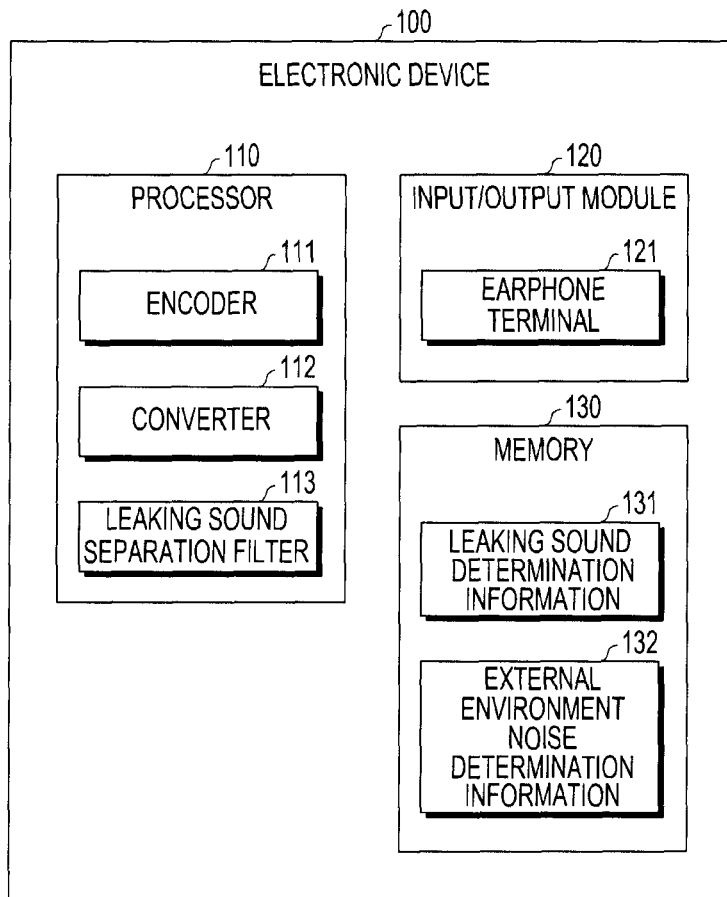 100
ELECTRONIC DEVICE
110
PROCESSOR
111
ENCODER
112
CONVERTER
113
LEAKING SOUND
SEPARATION FILTER
120
INPUT/OUTPUT MODULE
121
EARPHONE
TERMINAL
130
MEMORY
131
LEAKING SOUND
DETERMINATION
INFORMATION
132
EXTERNAL
ENVIRONMENT
NOISE
DETERMINATION
INFORMATION